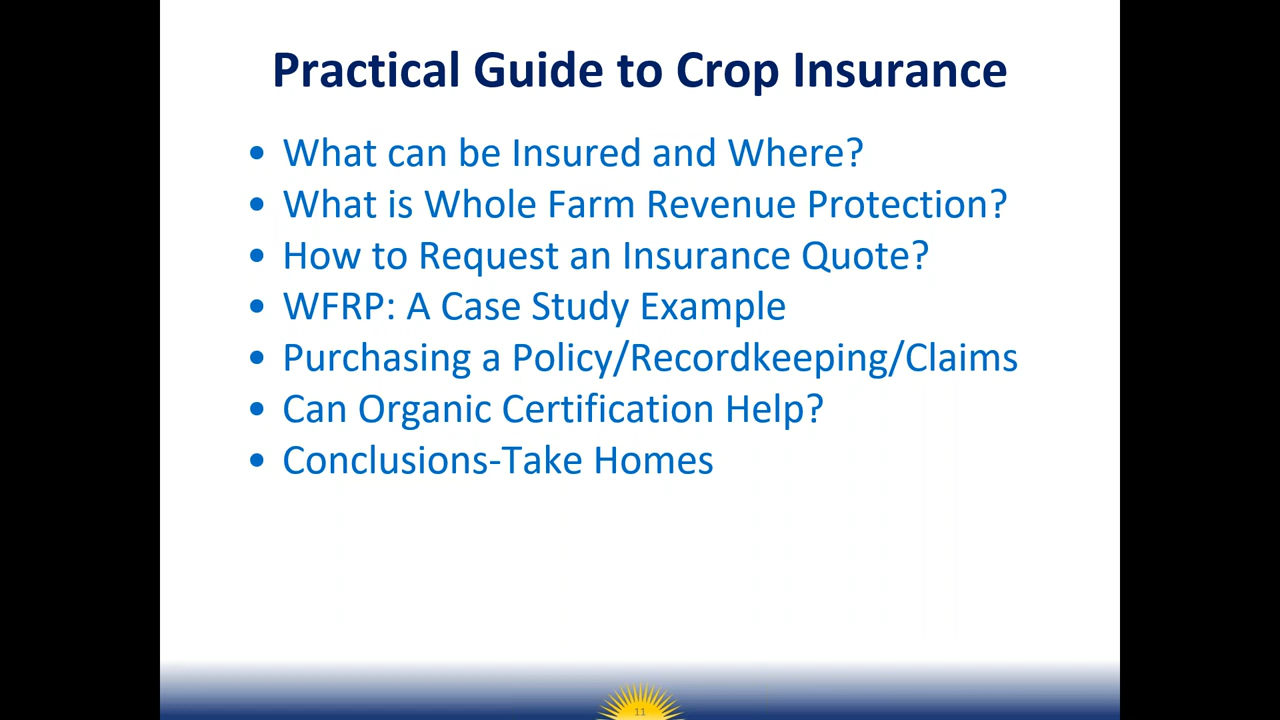 Practical Guide to Crop Insurance
• What can be Insured and Where?
• What is Whole Farm Revenue Protection?
• How to Request an Insurance Quote?
• WFRP: A Case Study Example
• Purchasing a Policy/Recordkeeping/Claims
• Can Organic Certification Help?
• Conclusions-Take Homes
11